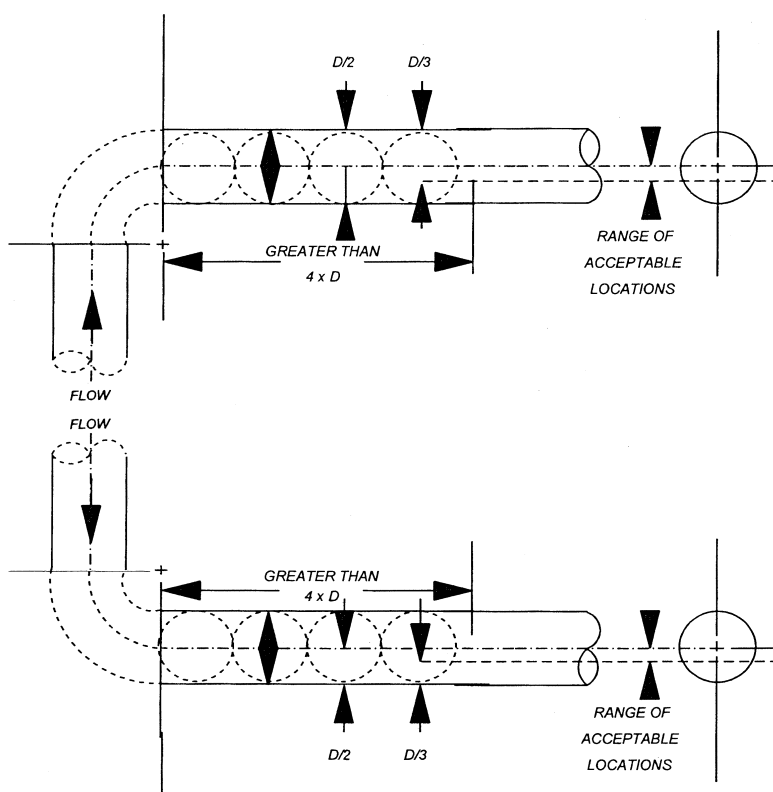 D/2 D/3
GREATER THAN
4 x D
RANGE OF
ACCEPTABLE
LOCATIONS
FLOW
FLOW
GREATER THAN
4 x D
RANGE OF
ACCEPTABLE
LOCATIONS
D/2 D/3